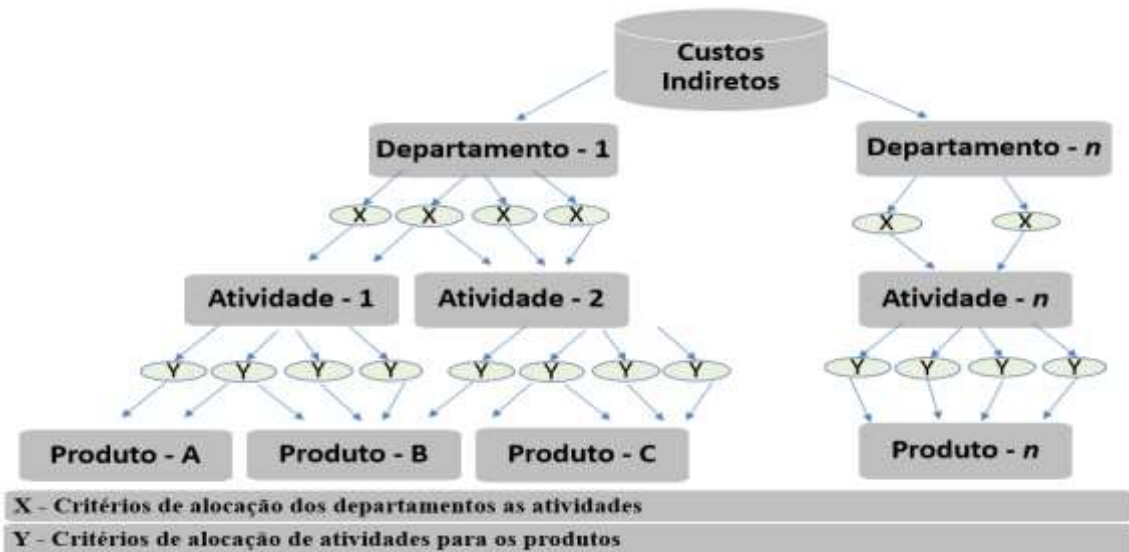 Custos
Indiretos
Departamento - 1
Departamento - n
X
X
X
X
X
X
Atividade - 1
Atividade - 2
Atividade - n
Y
Y
Y
Y
Y
Y
Y
Y
Y
Y
Y
Y
Produto - A
Produto - B
Produto - C
Produto - n
X - Critérios de alocação dos departamentos as atividades
Y - Critérios de alocação de atividades para os produtos